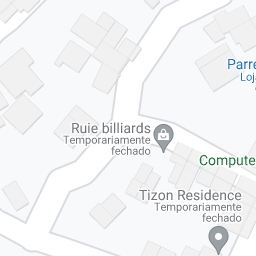 Parre
Loja
Ruie billiards
Temporariamente
fechado
Compute
Tizon Residence
Temporariamente
fechado